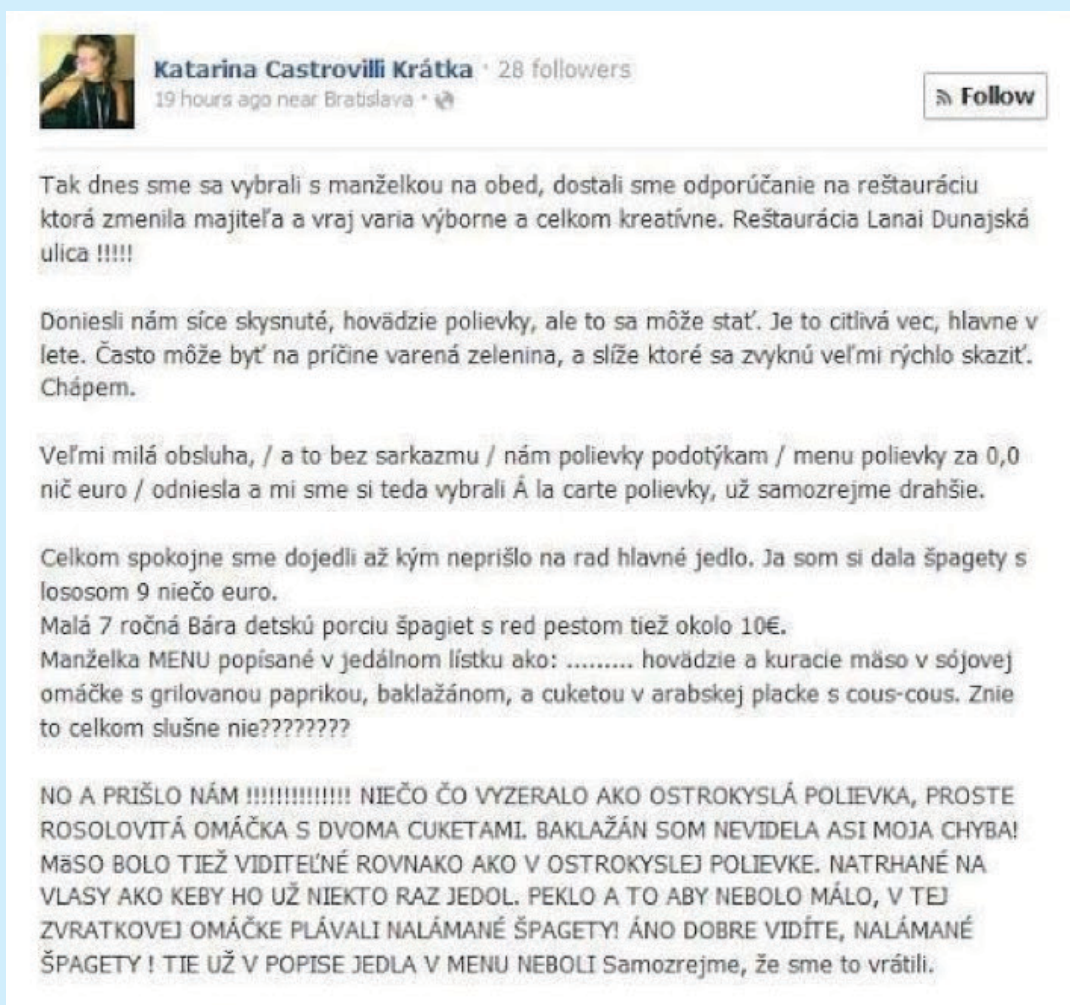 Katarina Castrovilli Krátka · 28 followers
19 hours ago near Bratislava ·
Follow
Tak dnes sme sa vybrali s manželkou na obed, dostali sme odporúčanie na reštauráciu
ktorá zmenila majiteľa a vraj varia výborne a celkom kreatívne. Reštaurácia Lanai Dunajská
ulica !!!!!
Doniesli nám síce skysnuté, hovädzie polievky, ale to sa môže stať. Je to citlivá vec, hlavne v
lete. Často môže byť na príčine varená zelenina, a slíže ktoré sa zvyknú veľmi rýchlo skaziť.
Chápem.
Veľmi milá obsluha, / a to bez sarkazmu / nám polievky podotýkam / menu polievky za 0,0
nič euro / odniesla a mi sme si teda vybrali Á la carte polievky, už samozrejme drahšie.
Celkom spokojne sme dojedli až kým neprišlo na rad hlavné jedlo. Ja som si dala špagety s
lososom 9 niečo euro.
Malá 7 ročná Bára detskú porciu špagiet s red pestom tiež okolo 10€.
Manželka MENU popísané v jedálnom lístku ako: ......... hovädzie a kuracie mäso v sójovej
omáčke s grilovanou paprikou, baklažánom, a cuketou v arabskej placke s cous-cous. Znie
to celkom slušne nie????????
NO A PRIŠLO NÁM !!!!!!!!!!!!!! NIEČO ČO VYZERALO AKO OSTROKYSLÁ POLIEVKA, PROSTE
ROSOLOVITÁ OMÁČKA S DVOMA CUKETAMI. BAKLAŽÁN SOM NEVIDELA ASI MOJA CHYBA!
MäSO BOLO TIEŽ VIDITEĽNÉ ROVNAKO AKO V OSTROKYSLEJ POLIEVKE. NATRHANÉ NA
VLASY AKO KEBY HO UŽ NIEKTO RAZ JEDOL. PEKLO A TO ABY NEBOLO MÁLO, V TEJ
ZVRATKOVEJ OMÁČKE PLÁVALI NALÁMANÉ ŠPAGETY! ÁNO DOBRE VIDÍTE, NALÁMANÉ
ŠPAGETY ! TIE UŽ V POPISE JEDLA V MENU NEBOLI Samozrejme, že sme to vrátili.